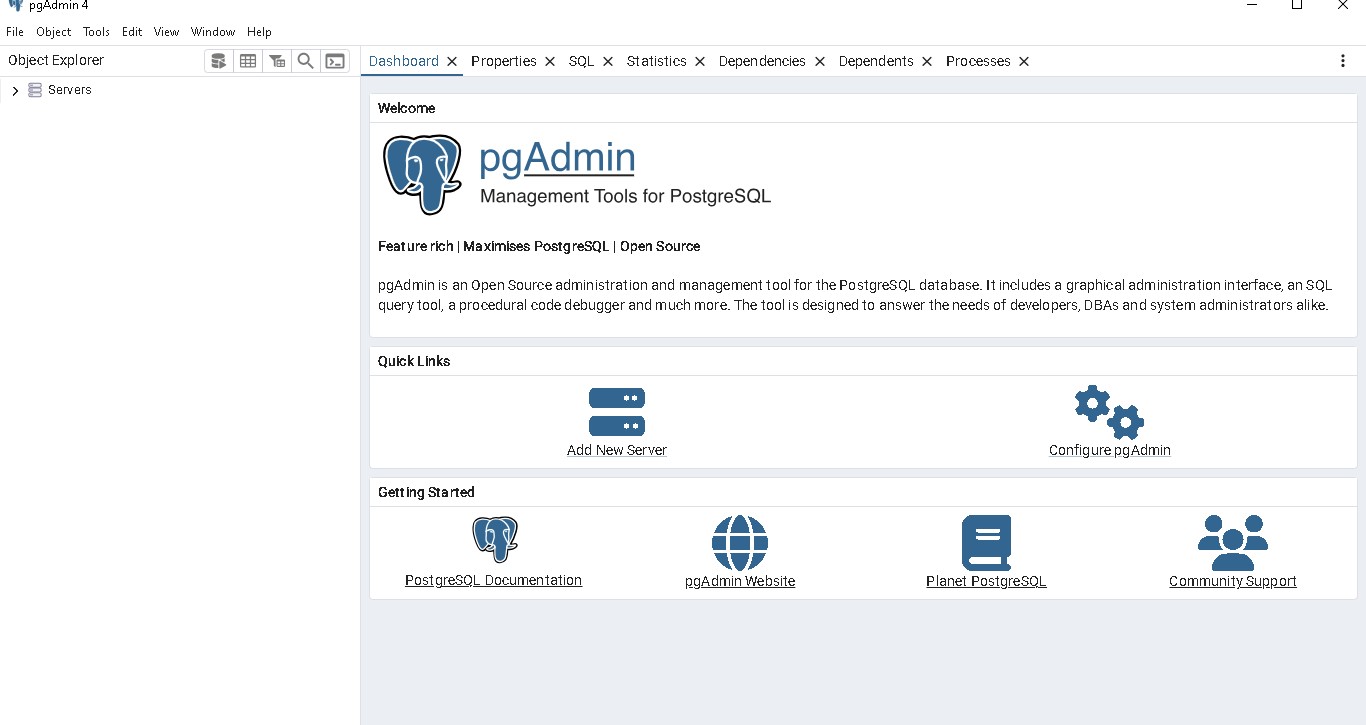 pgAdmin 4
File Object Tools Edit View Window Help
Object Explorer
Dashboard Properties SQL Statistics Dependencies Dependents Processes
Servers
Welcome
pgAdmin
Management Tools for PostgreSQL
Feature rich | Maximises PostgreSQL | Open Source
pgAdmin is an Open Source administration and management tool for the PostgreSQL database. It includes a graphical administration interface, an SQL
query tool, a procedural code debugger and much more. The tool is designed to answer the needs of developers, DBAs and system administrators alike.
Quick Links
Add New Server
Configure pgAdmin
Getting Started
PostgreSQL Documentation
pgAdmin Website
Planet PostgreSQL
Community Support